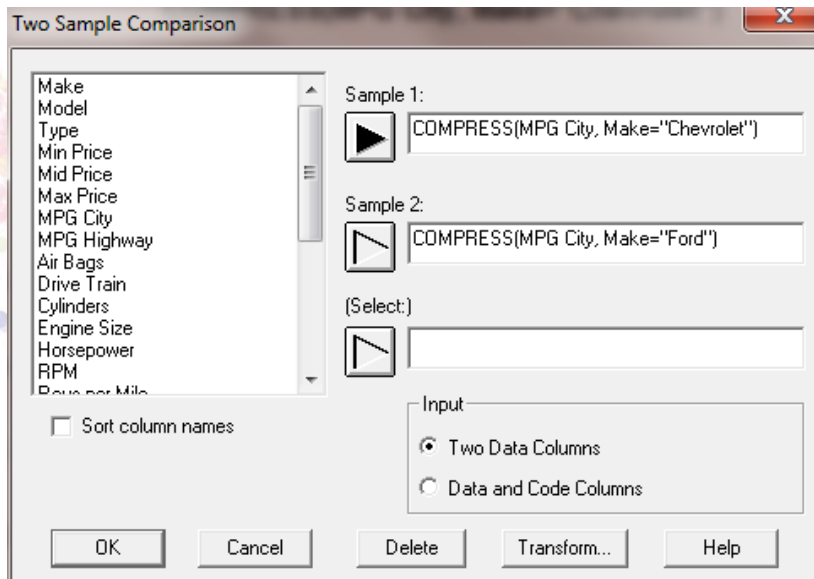 Two Sample Comparison
Make
Model
Type
Min Price
Mid Price
Max Price
MPG City
MPG Highway
Air Bags
Drive Train
Cylinders
Engine Size
Horsepower
RPM
Sort column names
Sample 1:
COMPRESS(MPG City, Make="Chevrolet")
Sample 2:
COMPRESS(MPG City, Make="Ford")
(Select:)
Input
Two Data Columns
Data and Code Columns
OK
Cancel
Delete
Transform...
Help